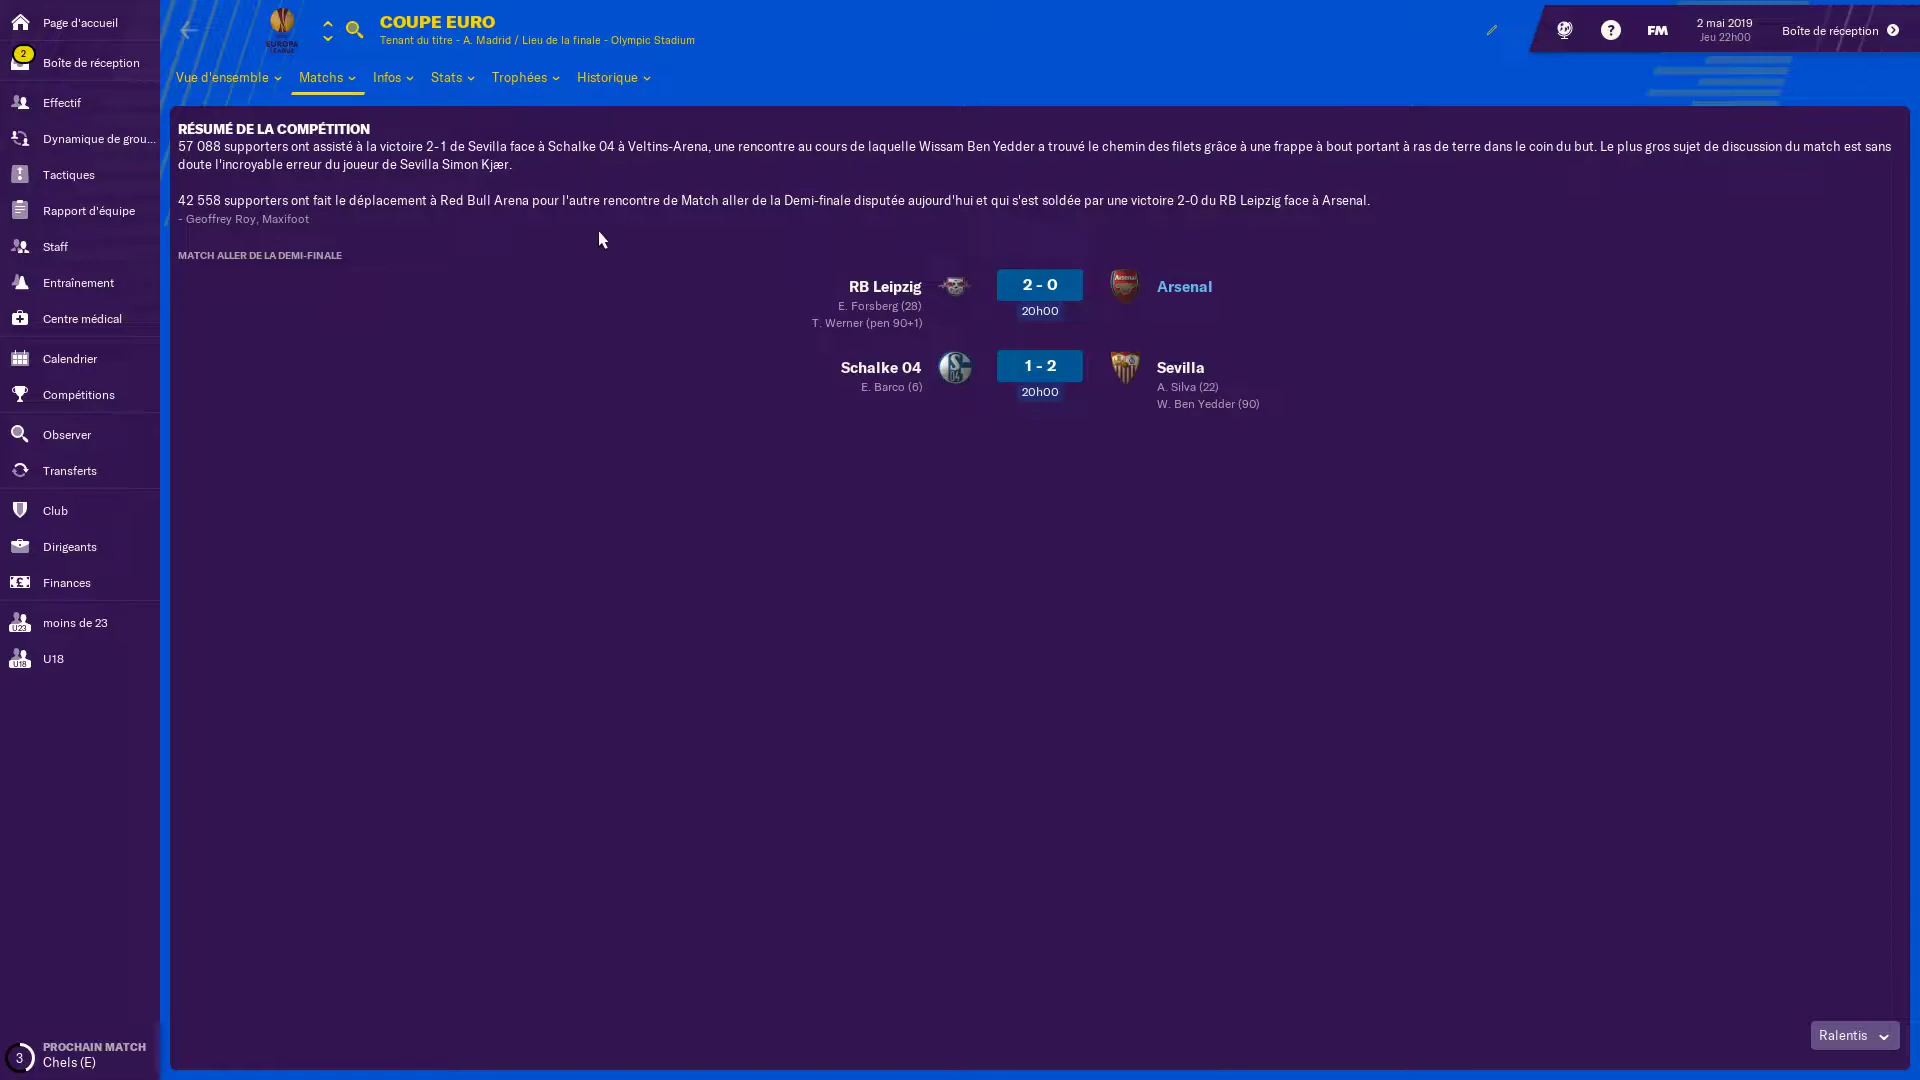 Page d'accueil
2
Boîte de réception
Effectif
Dynamique de grou...
Tactiques
Rapport d'équipe
Staff
Entraînement
Centre médical
Calendrier
Compétitions
Observer
Transferts
Club
Dirigeants
Finances
U23
moins de 23
U18
U18
3
PROCHAIN MATCH
Chels (E)
EUROPA
LEAGUE
COUPE EURO
Tenant du titre - A. Madrid / Lieu de la finale - Olympic Stadium
?
FM
2 mai 2019
Jeu 22h00
Boîte de réception
Vue d'ensemble
Matchs
Infos
Stats
Trophées
Historique
RÉSUMÉ DE LA COMPÉTITION
57 088 supporters ont assisté à la victoire 2-1 de Sevilla face à Schalke 04 à Veltins-Arena, une rencontre au cours de laquelle Wissam Ben Yedder a trouvé le chemin des filets grâce à une frappe à bout portant à ras de terre dans le coin du but. Le plus gros sujet de discussion du match est sans
doute l'incroyable erreur du joueur de Sevilla Simon Kjær.
42 558 supporters ont fait le déplacement à Red Bull Arena pour l'autre rencontre de Match aller de la Demi-finale disputée aujourd'hui et qui s'est soldée par une victoire 2-0 du RB Leipzig face à Arsenal.
- Geoffrey Roy, Maxifoot
MATCH ALLER DE LA DEMI-FINALE
RB Leipzig 2 - 0 Arsenal
E. Forsberg (28) 20h00
T. Werner (pen 90+1)
Schalke 04 1 - 2 Sevilla
E. Barco (6) 20h00 A. Silva (22)
W. Ben Yedder (90)
Ralentis